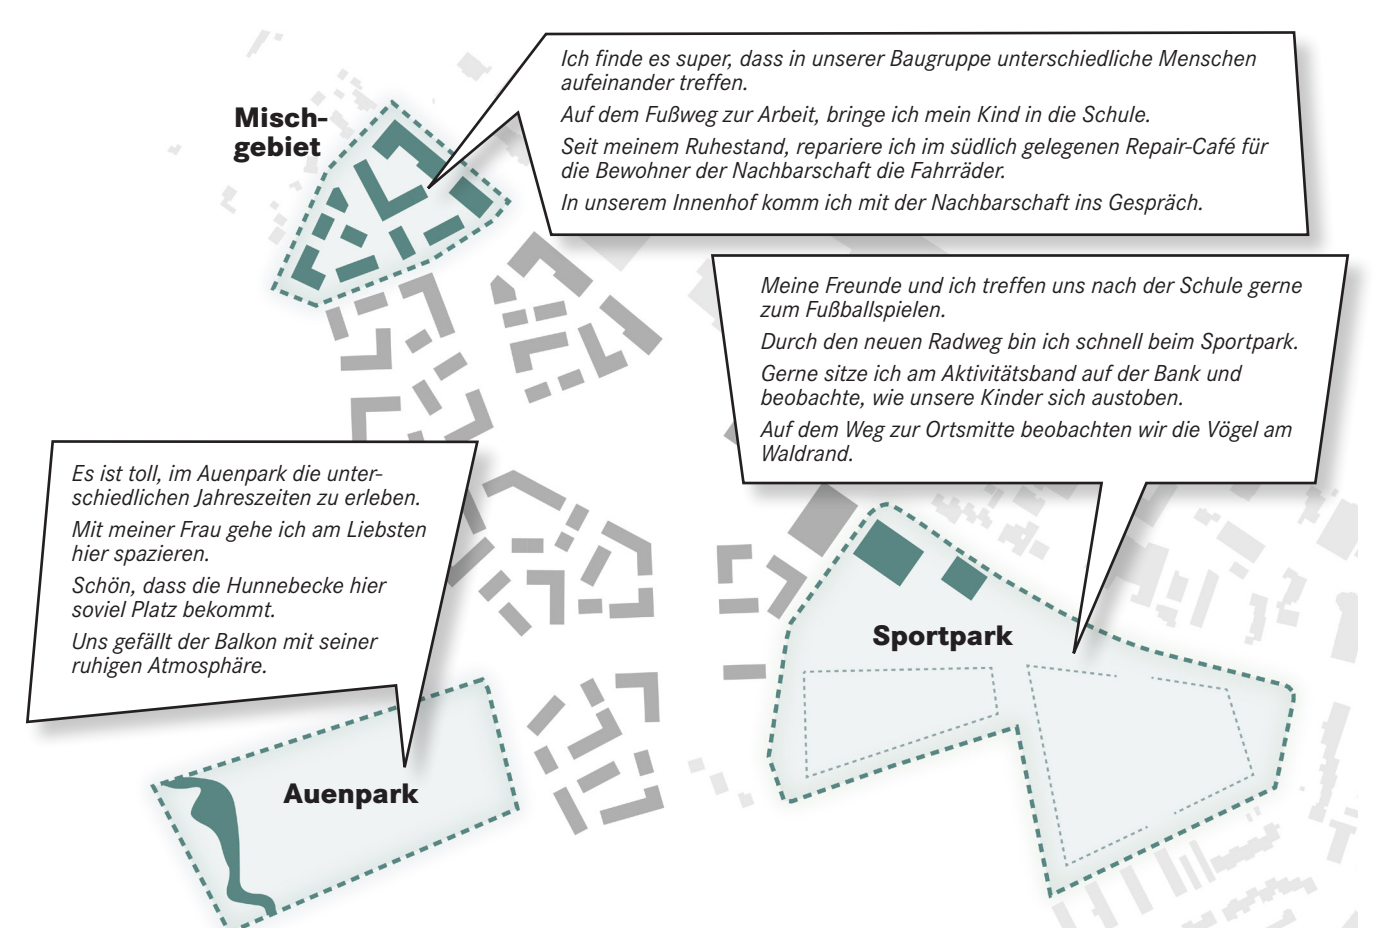 Misch-
gebiet
Ich finde es super, dass in unserer Baugruppe unterschiedliche Menschen
aufeinander treffen.
Auf dem Fußweg zur Arbeit, bringe ich mein Kind in die Schule.
Seit meinem Ruhestand, repariere ich im südlich gelegenen Repair-Café für
die Bewohner der Nachbarschaft die Fahrräder.
In unserem Innenhof komm ich mit der Nachbarschaft ins Gespräch.
Meine Freunde und ich treffen uns nach der Schule gerne
zum Fußballspielen.
Durch den neuen Radweg bin ich schnell beim Sportpark.
Gerne sitze ich am Aktivitätsband auf der Bank und
beobachte, wie unsere Kinder sich austoben.
Auf dem Weg zur Ortsmitte beobachten wir die Vögel am
Waldrand.
Es ist toll, im Auenpark die unter-
schiedlichen Jahreszeiten zu erleben.
Mit meiner Frau gehe ich am Liebsten
hier spazieren.
Schön, dass die Hunnebecke hier
soviel Platz bekommt.
Uns gefällt der Balkon mit seiner
ruhigen Atmosphäre.
Sportpark
Auenpark